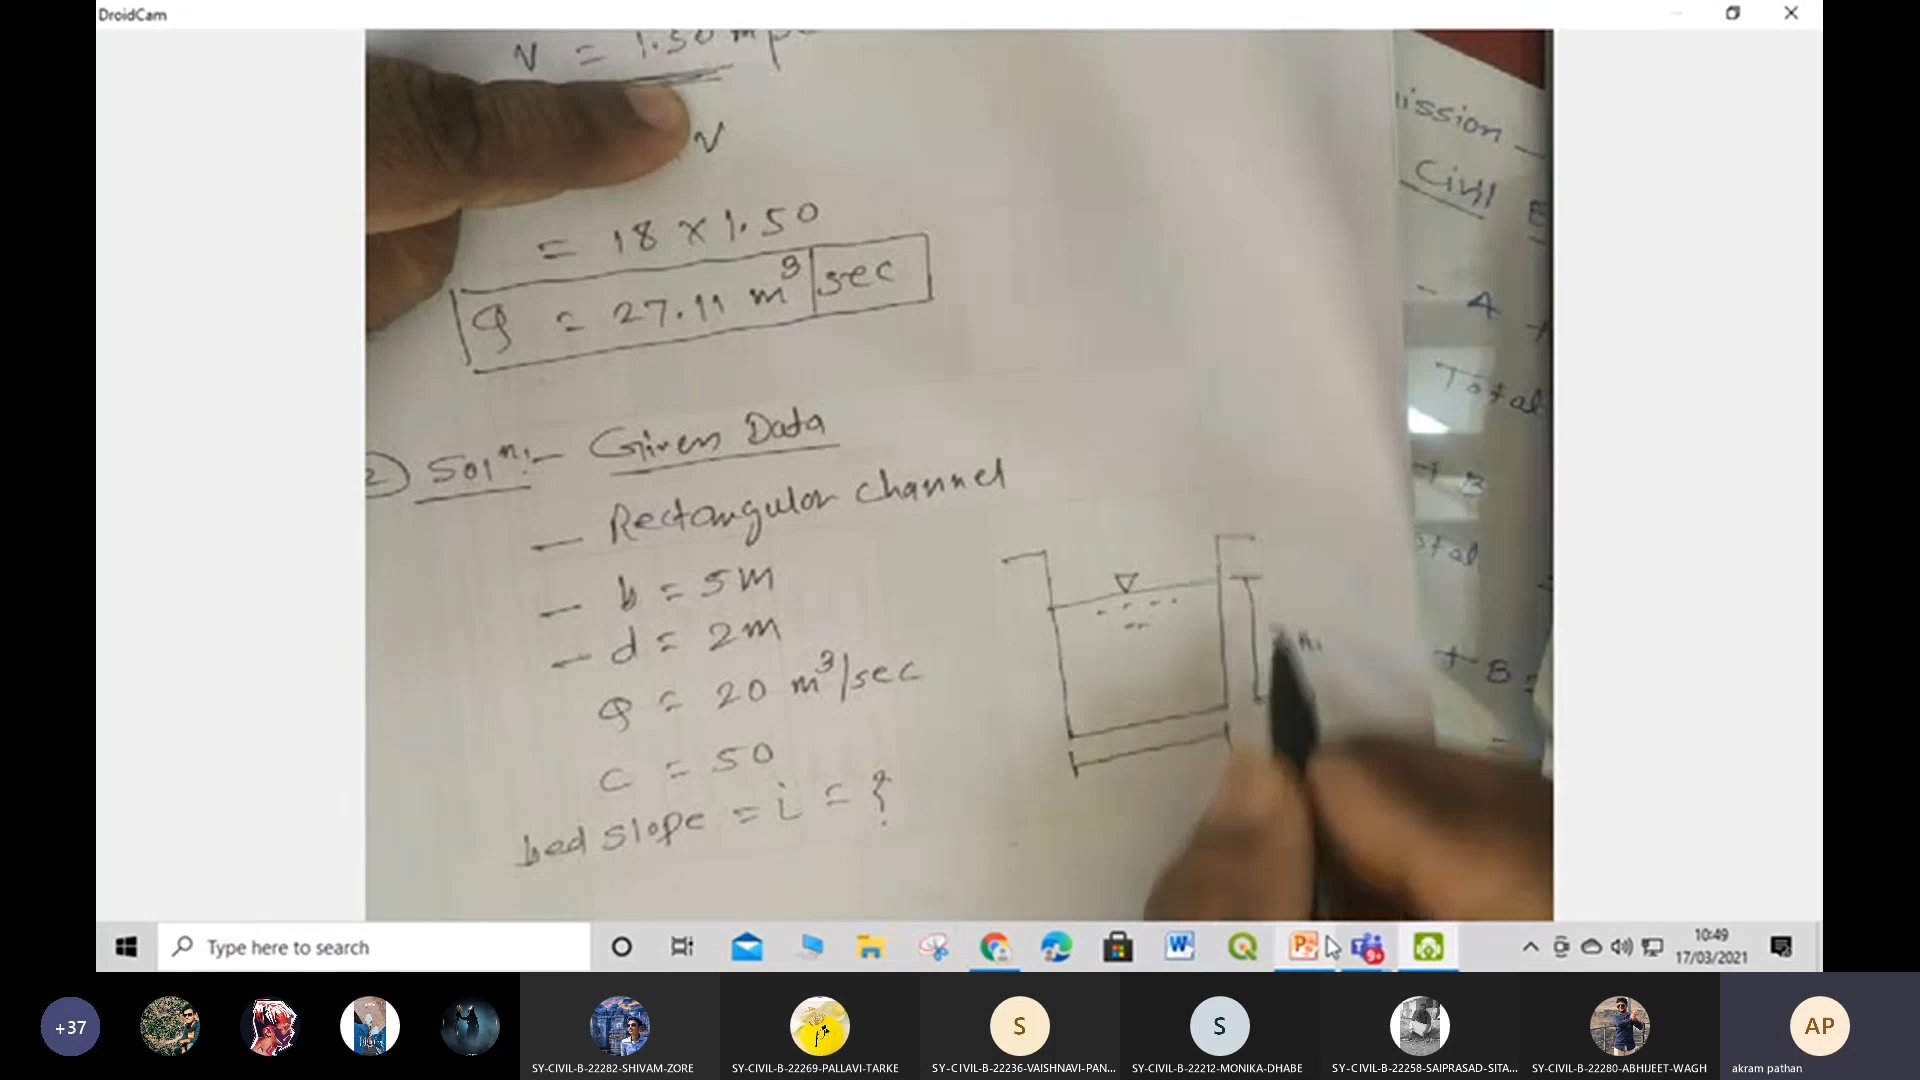 DroidCam
V = 1.50
V
= 18 × 1.50
Q = 27.11 m³/sec
2) Solⁿ:- Given Data
— Rectangular channel
— b = 5m
— d = 2m
Q = 20 m³/sec
C = 50
bed slope = i = ?
ission —
Civil
- A +
Total
+ B
otal
+ B =
Type here to search
10:49
17/03/2021
+37
S
S
AP
SY-CIVIL-B-22282-SHIVAM-ZORE
SY-CIVIL-B-22269-PALLAVI-TARKE
SY-CIVIL-B-22236-VAISHNAVI-PAN...
SY-CIVIL-B-22212-MONIKA-DHABE
SY-CIVIL-B-22258-SAIPRASAD-SITA...
SY-CIVIL-B-22280-ABHIJEET-WAGH
akram pathan